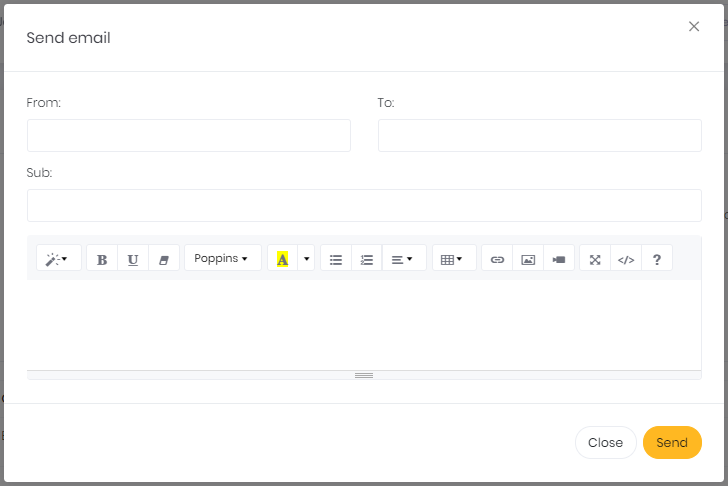 Send email
From: To:
Sub:
B U Poppins A </> ?
Close Send